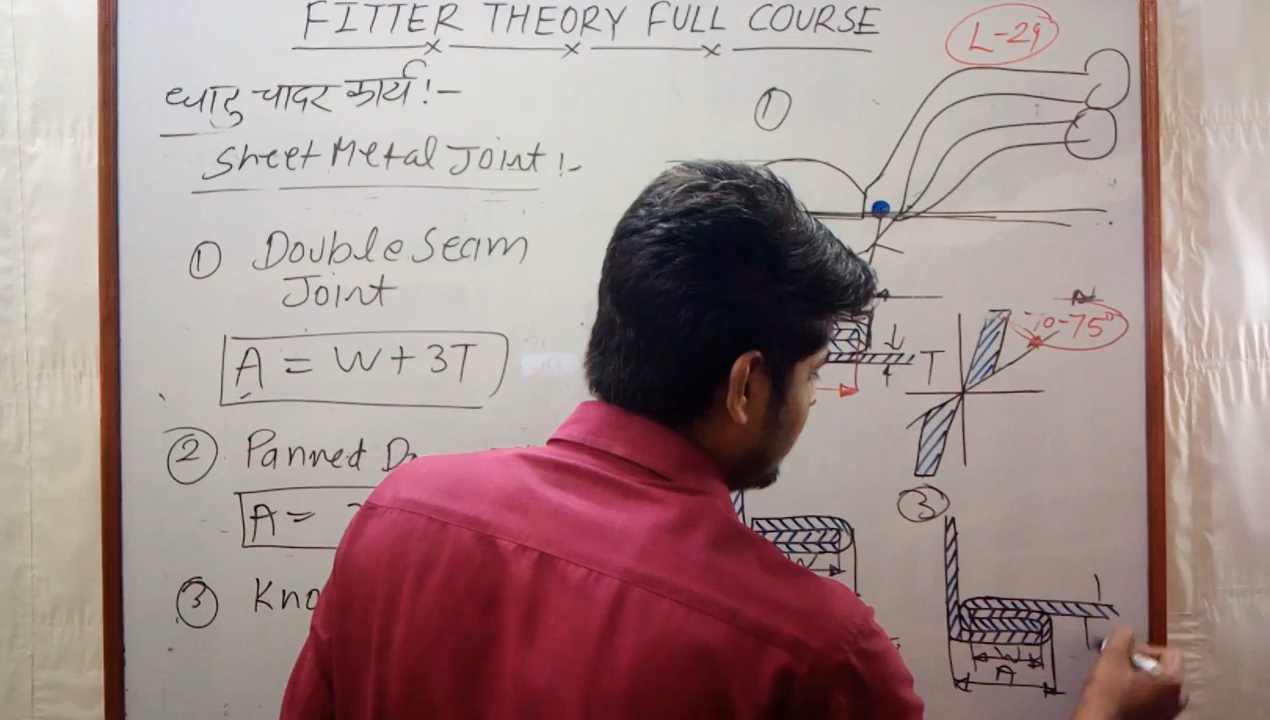 FITTER THEORY FULL COURSE
L-29
धातु चादर कार्य !-
Sheet Metal Joint !-
① Double Seam
Joint
A = W + 3T
② Panned
A =
③
①
T
70-75°
③
W
W
A